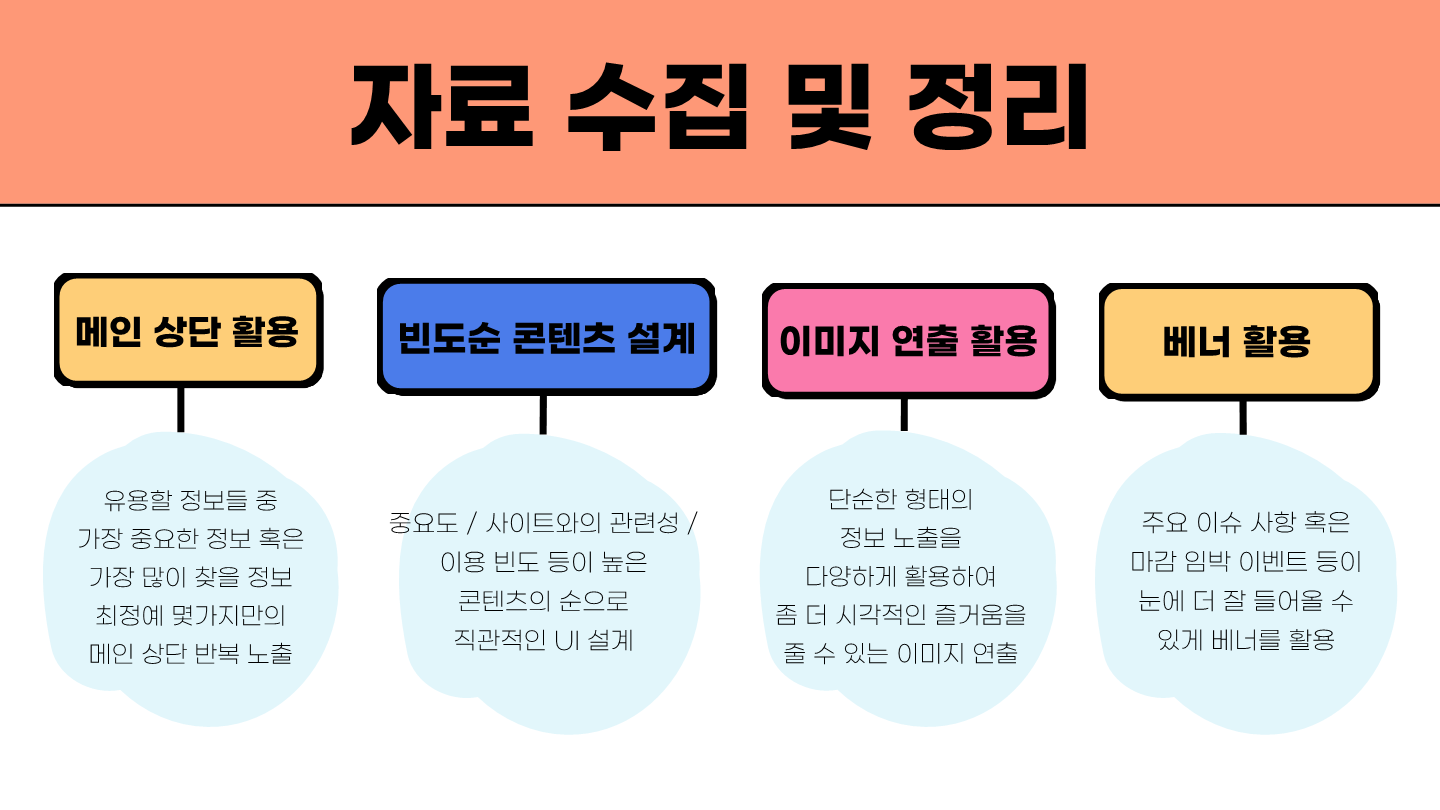 자료 수집 및 정리
메인 상단 활용
유용할 정보들 중
가장 중요한 정보 혹은
가장 많이 찾을 정보
최정예 몇가지만의
메인 상단 반복 노출
빈도순 콘텐츠 설계
중요도 / 사이트와의 관련성 /
이용 빈도 등이 높은
콘텐츠의 순으로
직관적인 UI 설계
이미지 연출 활용
단순한 형태의
정보 노출을
다양하게 활용하여
좀 더 시각적인 즐거움을
줄 수 있는 이미지 연출
베너 활용
주요 이슈 사항 혹은
마감 임박 이벤트 등이
눈에 더 잘 들어올 수
있게 베너를 활용